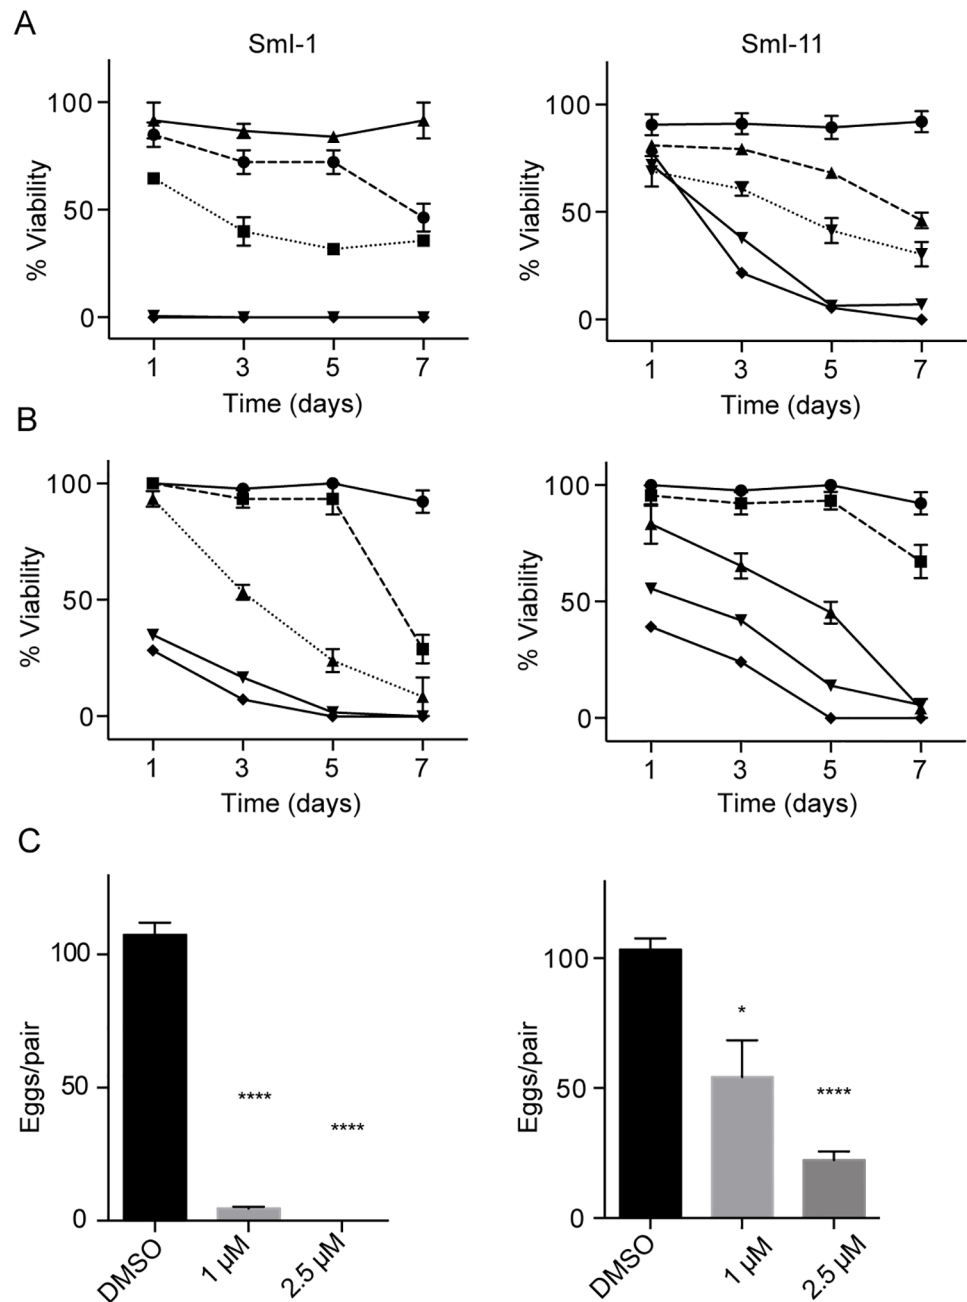 A
SmI-1
SmI-11
100
50
0
% Viability
1 3 5 7
Time (days)
100
50
0
% Viability
1 3 5 7
Time (days)
B
100
50
0
% Viability
1 3 5 7
Time (days)
100
50
0
% Viability
1 3 5 7
Time (days)
C
100
50
0
Eggs/pair
****
****
DMSO
1 µM
2.5 µM
100
50
0
Eggs/pair
*
****
DMSO
1 µM
2.5 µM